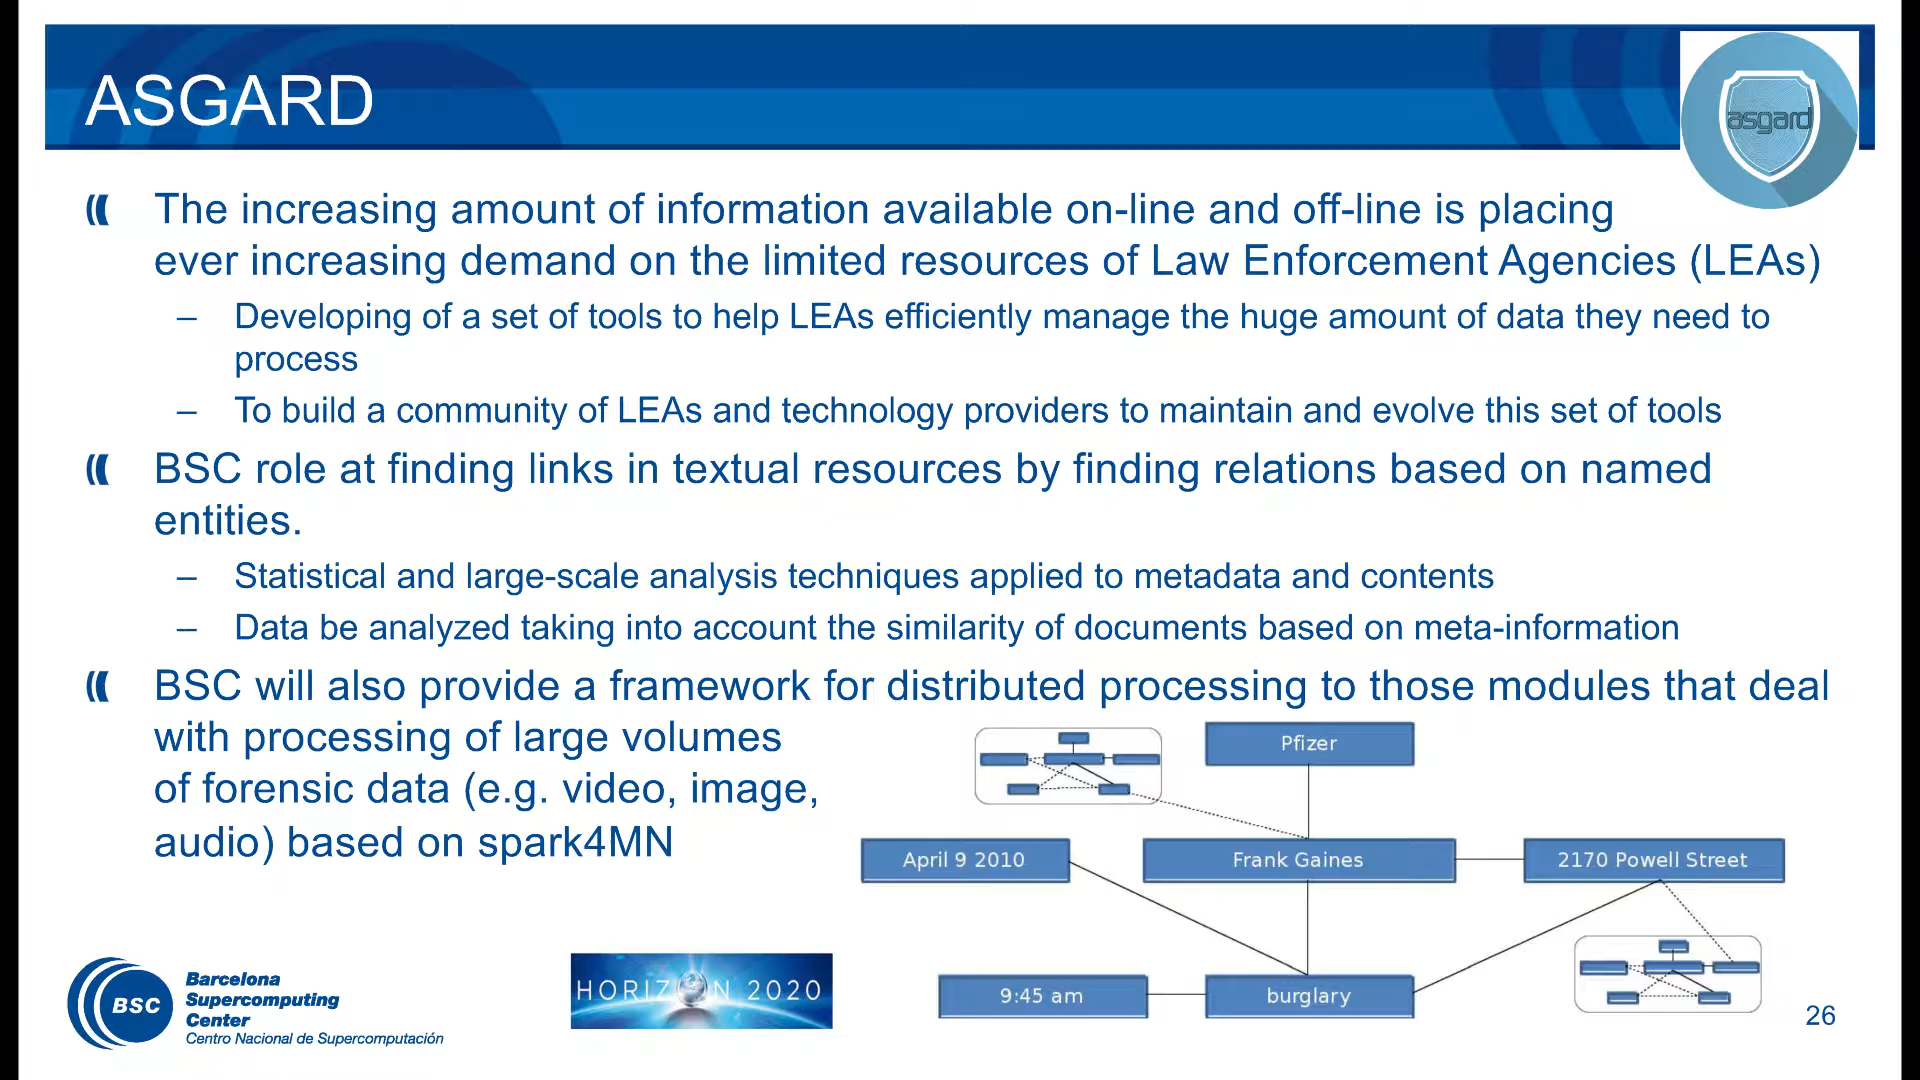 ASGARD
asgard
The increasing amount of information available on-line and off-line is placing
ever increasing demand on the limited resources of Law Enforcement Agencies (LEAs)
– Developing of a set of tools to help LEAs efficiently manage the huge amount of data they need to
process
– To build a community of LEAs and technology providers to maintain and evolve this set of tools
BSC role at finding links in textual resources by finding relations based on named
entities.
– Statistical and large-scale analysis techniques applied to metadata and contents
– Data be analyzed taking into account the similarity of documents based on meta-information
BSC will also provide a framework for distributed processing to those modules that deal
with processing of large volumes
of forensic data (e.g. video, image,
audio) based on spark4MN
Pfizer
April 9 2010
Frank Gaines
2170 Powell Street
9:45 am
burglary
BSC
Barcelona
Supercomputing
Center
Centro Nacional de Supercomputación
HORIZON 2020
26